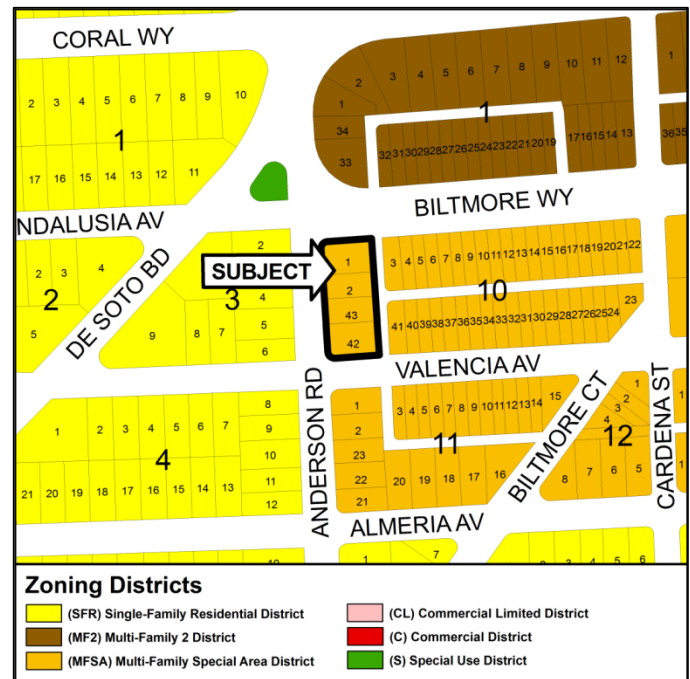 CORAL WY
2 3 4 5 6 7 8 9 10
1
17 16 15 14 13 12 11
1 2 3 4 5 6 7 8 9 10 11 12
1
34
33
1
32 31 30 29 28 27 26 25 24 23 22 21 20 19
17 16 15 14 13
36 35
NDALUSIA AV
BILTMORE WY
2 3 4
2
5
DE SOTO BD
2
SUBJECT
3
4
5
6
9 8 7
1
2
43
42
3 4 5 6 7 8 9 10 11 12 13 14 15 16 17 18 19 20 21 22
10
41 40 39 38 37 36 35 34 33 32 31 30 29 28 27 26 25 24
23
VALENCIA AV
ANDERSON RD
BILTMORE CT
CARDENA ST
1 2 3 4 5 6 7
8
9
10
11
12
4
21 20 19 18 17 16 15 14 13
1
2
23
22
21
3 4 5 6 7 8 9 10 11 12 13 14 15
11
20 19 18 17 16
1
2
3
4
12
8 7 6 5
1
ALMERIA AV
10
1
7
1 2 3 4 5 6
Zoning Districts
(SFR) Single-Family Residential District
(MF2) Multi-Family 2 District
(MFSA) Multi-Family Special Area District
(CL) Commercial Limited District
(C) Commercial District
(S) Special Use District